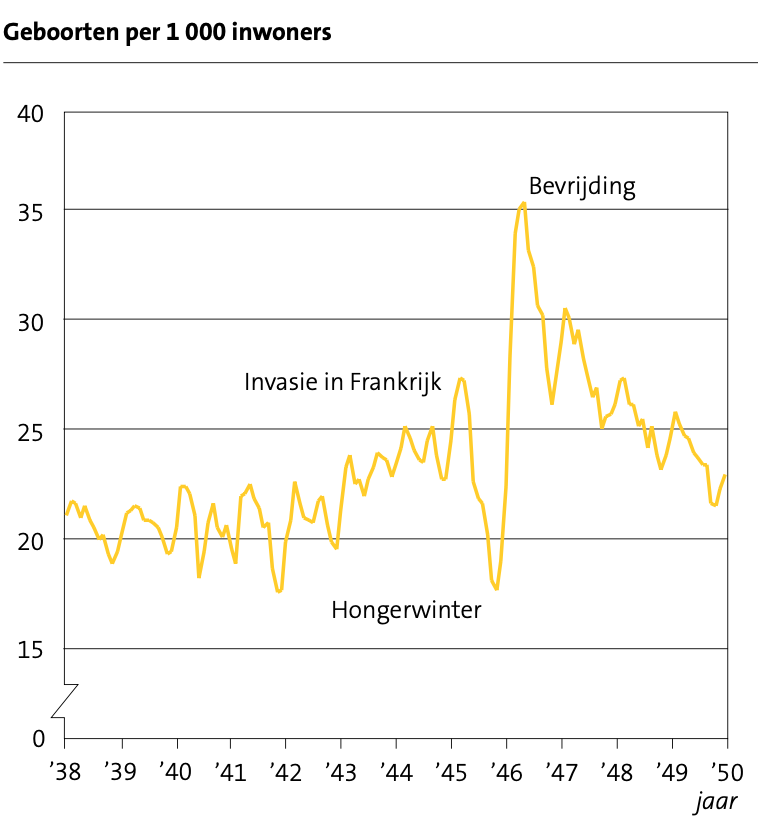 Geboorten per 1 000 inwoners
40
Bevrijding
35
30
Invasie in Frankrijk
25
20
Hongerwinter
15
0
’38 ’39 ’40 ’41 ’42 ’43 ’44 ’45 ’46 ’47 ’48 ’49 ’50
jaar